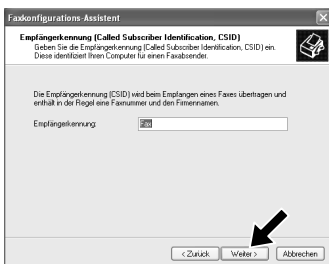 Faxkonfigurations-Assistent
Empfängerkennung (Called Subscriber Identification, CSID)
Geben Sie die Empfängerkennung (Called Subscriber Identification, CSID) ein.
Diese identifiziert Ihren Computer für einen Faxabsender.
Die Empfängerkennung (CSID) wird beim Empfangen eines Faxes übertragen und
enthält in der Regel eine Faxnummer und den Firmennamen.
Empfängerkennung:
Fax
< Zurück
Weiter >
Abbrechen